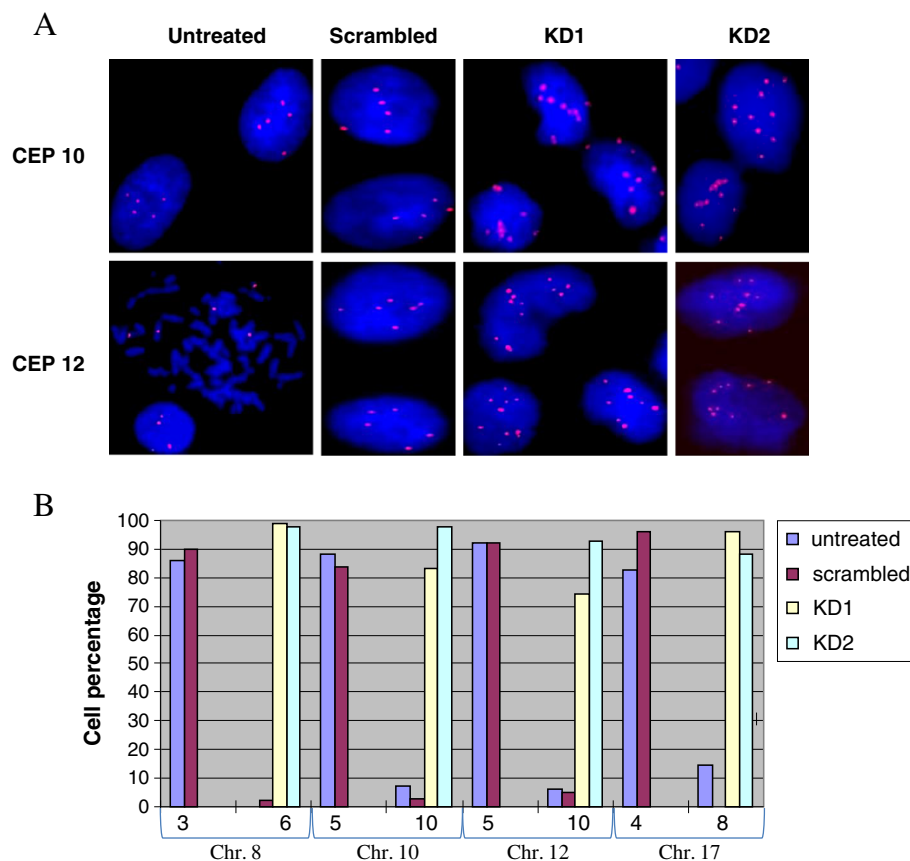 A
Untreated Scrambled KD1 KD2
CEP 10
CEP 12
B
100
90
80
70
60
50
40
30
20
10
0
Cell percentage
3 6 5 10 5 10 4 8
Chr. 8 Chr. 10 Chr. 12 Chr. 17
untreated
scrambled
KD1
KD2